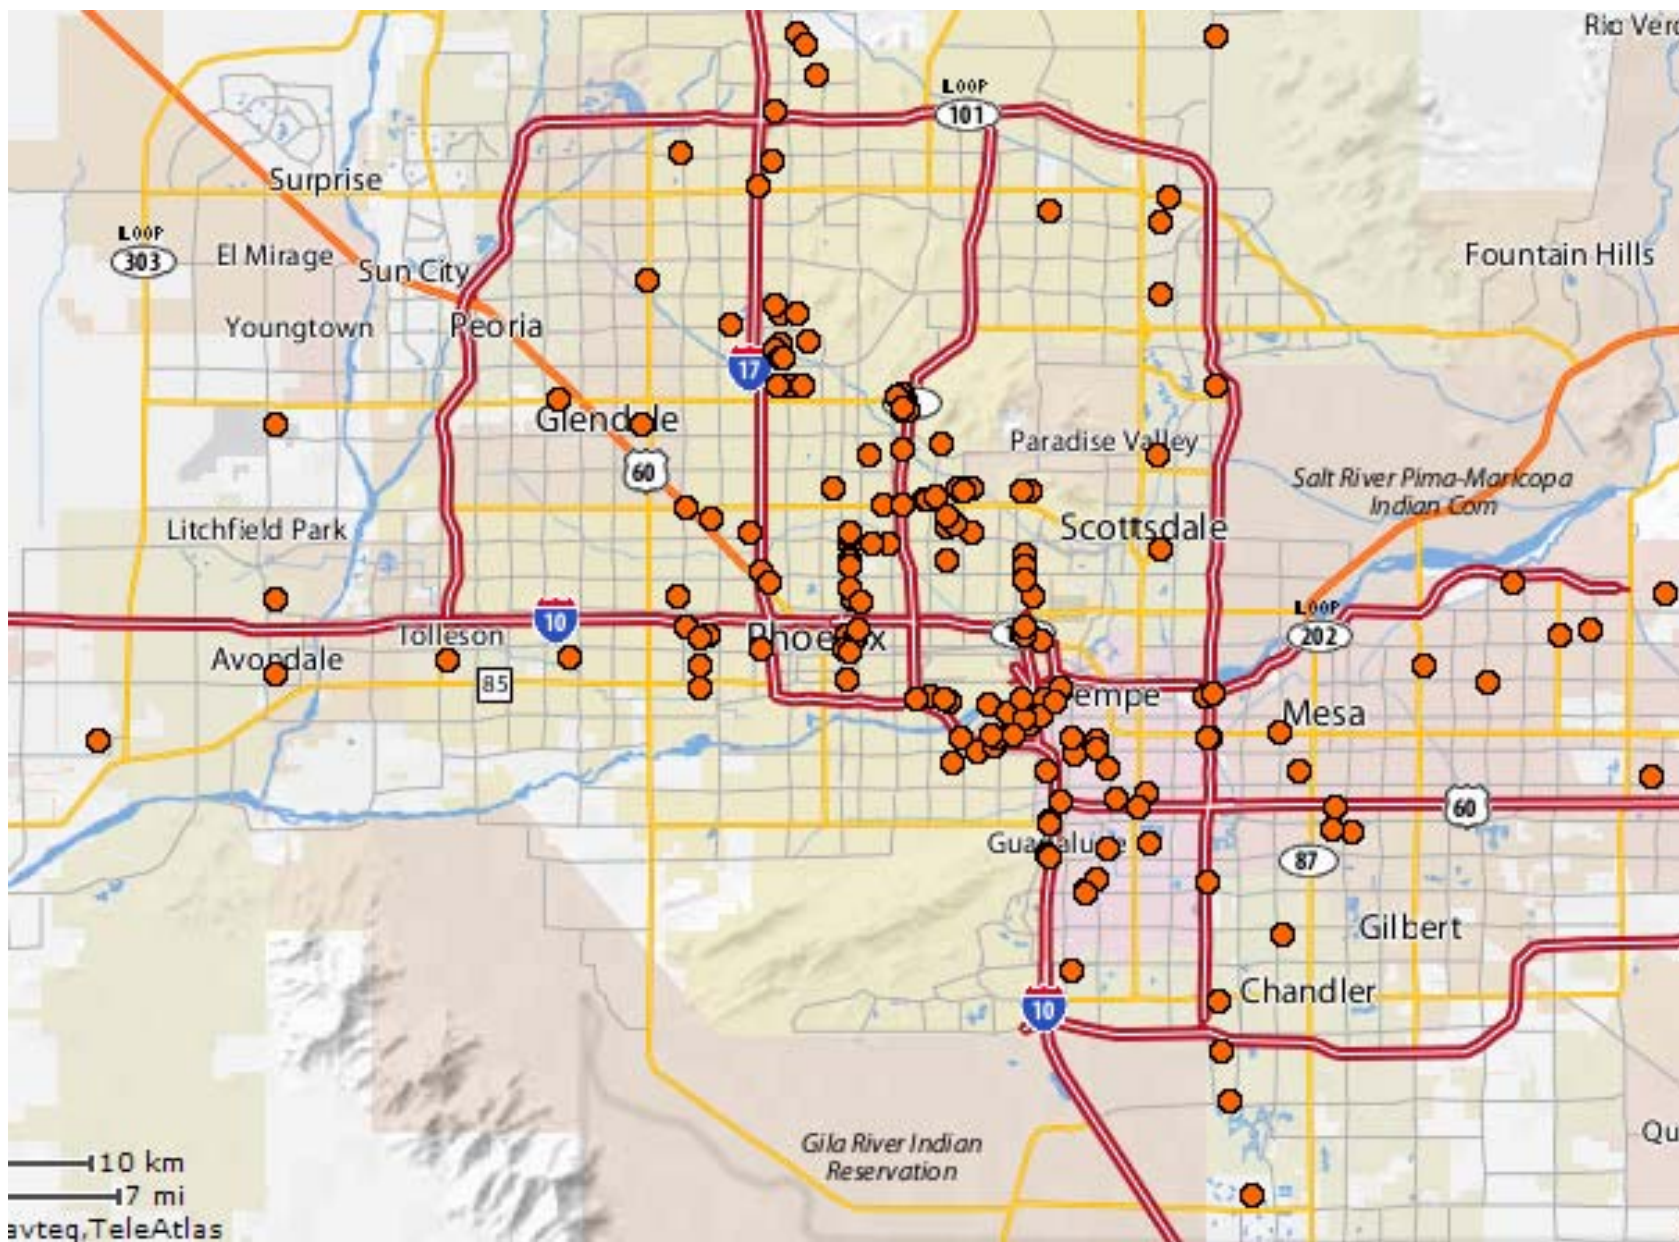 Rio Verd
LOOP
101
Surprise
LOOP
303
El Mirage
Sun City
Fountain Hills
Youngtown
Peoria
17
Glendale
Paradise Valley
60
Salt River Pima-Maricopa
Indian Com
Litchfield Park
Scottsdale
LOOP
202
10
Tolleson
Phoenix
Avondale
85
Tempe
Mesa
60
Guadalupe
87
Gilbert
Chandler
10
Gila River Indian
Reservation
Qu
10 km
7 mi
avteq,TeleAtlas